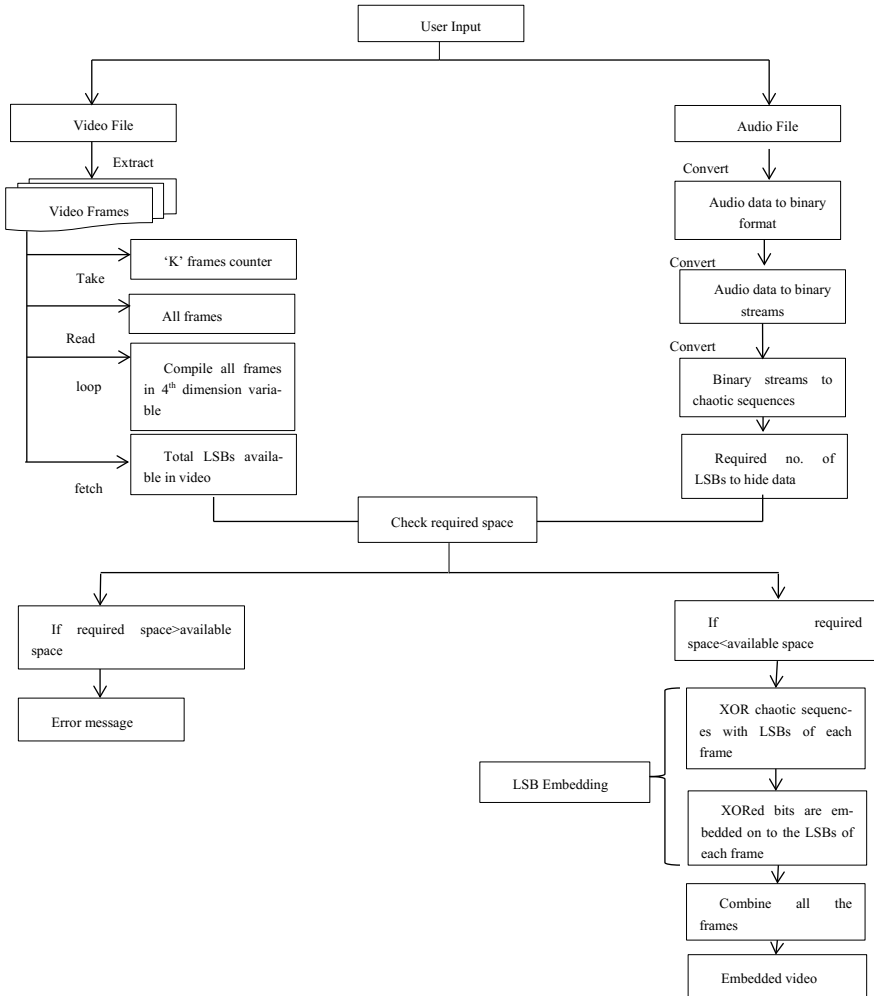 User Input
Video File
Extract
Video Frames
‘K’ frames counter
Take
All frames
Read
Compile all frames
in 4th dimension varia-
ble
loop
Total LSBs availa-
ble in video
fetch
Audio File
Convert
Audio data to binary
format
Convert
Audio data to binary
streams
Convert
Binary streams to
chaotic sequences
Required no. of
LSBs to hide data
Check required space
If required space>available
space
Error message
If required
space<available space
XOR chaotic sequenc-
es with LSBs of each
frame
LSB Embedding
XORed bits are em-
bedded on to the LSBs of
each frame
Combine all the
frames
Embedded video